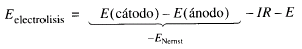 E_electrolisis = E(cátodo) – E(ánodo) – IR – E
–E_Nernst